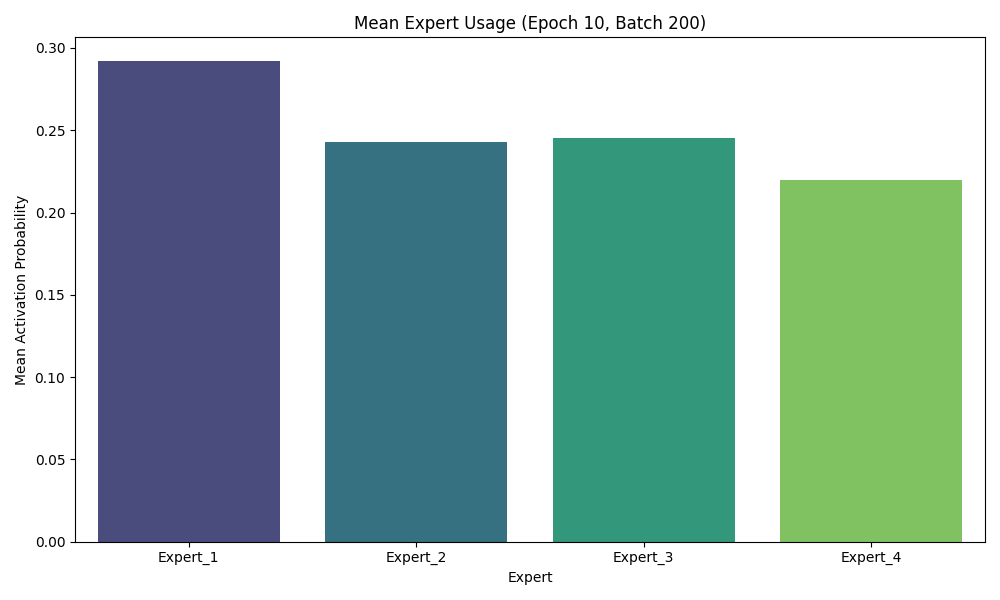 Mean Expert Usage (Epoch 10, Batch 200)
Mean Activation Probability
0.30
0.25
0.20
0.15
0.10
0.05
0.00
Expert_1 Expert_2 Expert_3 Expert_4
Expert